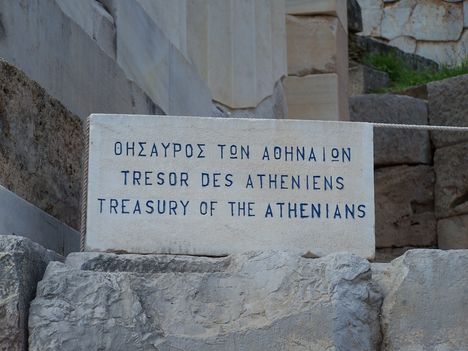 ΘΗΣΑΥΡΟΣ ΤΩΝ ΑΘΗΝΑΙΩΝ
TRESOR DES ATHENIENS
TREASURY OF THE ATHENIANS